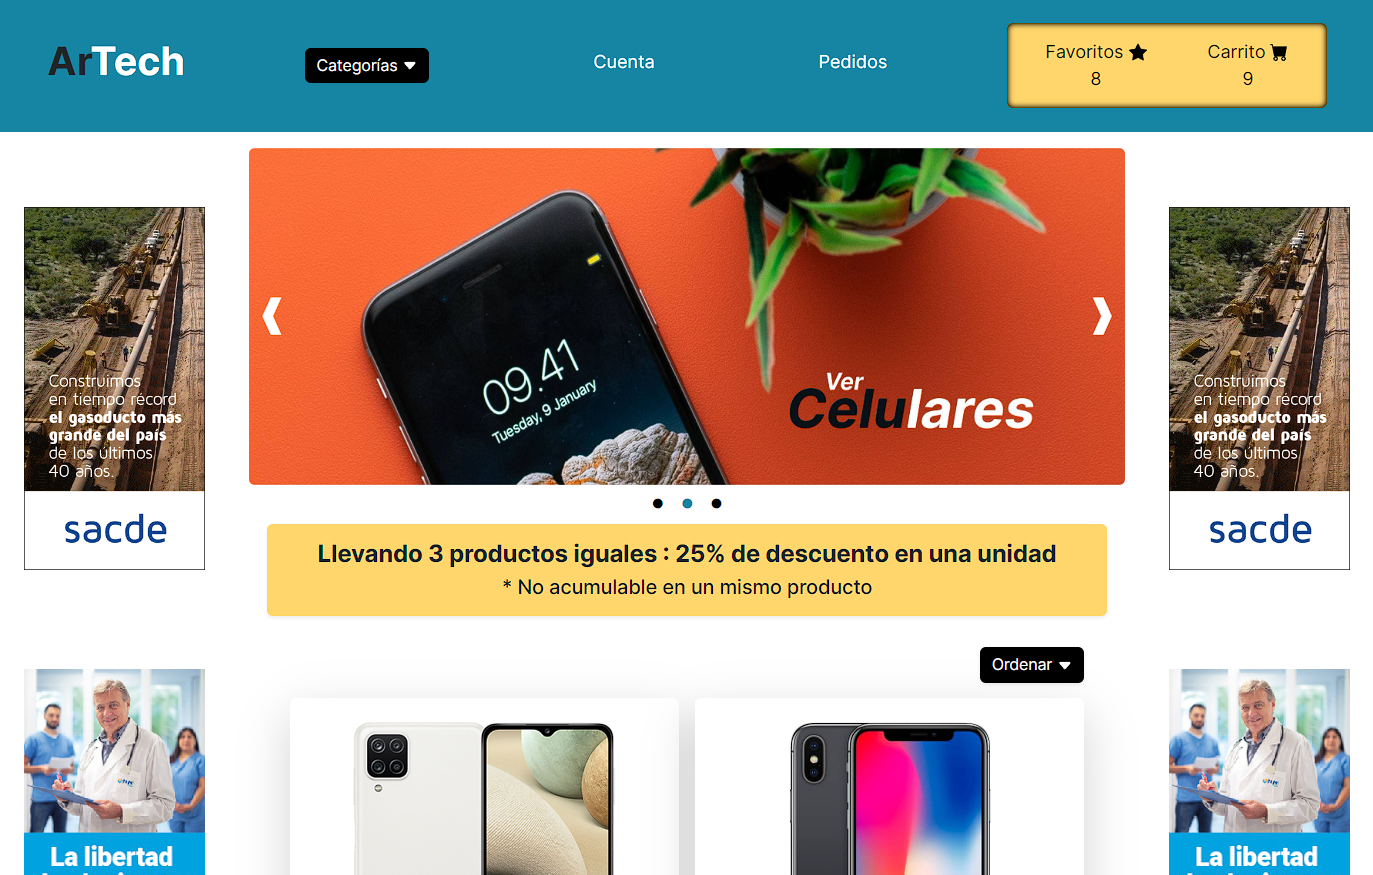 ArTech
Categorías
Cuenta
Pedidos
Favoritos
8
Carrito
9
09.41
Tuesday, 9 January
Ver
Celulares
Construimos
en tiempo récord
el gasoducto más
grande del país
de los últimos
40 años.
sacde
Construimos
en tiempo récord
el gasoducto más
grande del país
de los últimos
40 años.
sacde
Llevando 3 productos iguales : 25% de descuento en una unidad
* No acumulable en un mismo producto
Ordenar
La libertad
La libertad